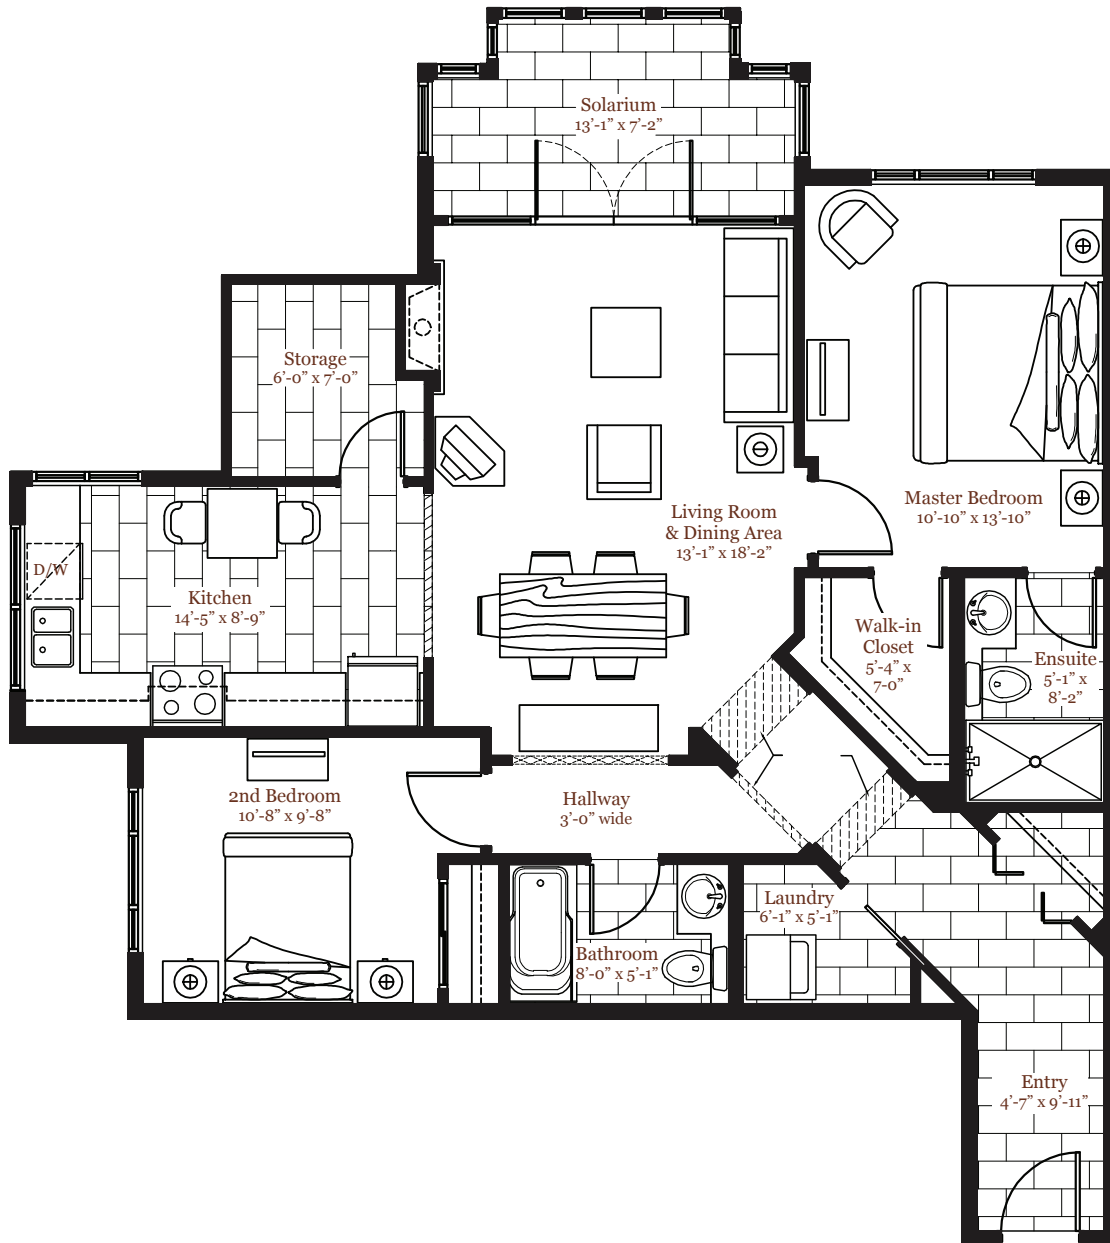 Solarium
13’-1” x 7’-2”
Storage
6’-0” x 7’-0”
Living Room
& Dining Area
13’-1” x 18’-2”
Master Bedroom
10’-10” x 13’-10”
D/W
Kitchen
14’-5” x 8’-9”
Walk-in
Closet
5’-4” x
7-0”
Ensuite
5’-1” x
8’-2”
2nd Bedroom
10’-8” x 9’-8”
Hallway
3’-0” wide
Laundry
6’-1” x 5’-1”
Bathroom
8’-0” x 5’-1”
Entry
4’-7” x 9’-11”